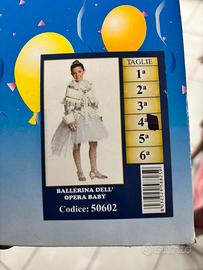 TAGLIE
1ª
2ª
3ª
4ª
5ª
6ª
BALLERINA DELL'
OPERA BABY
Codice: 50602